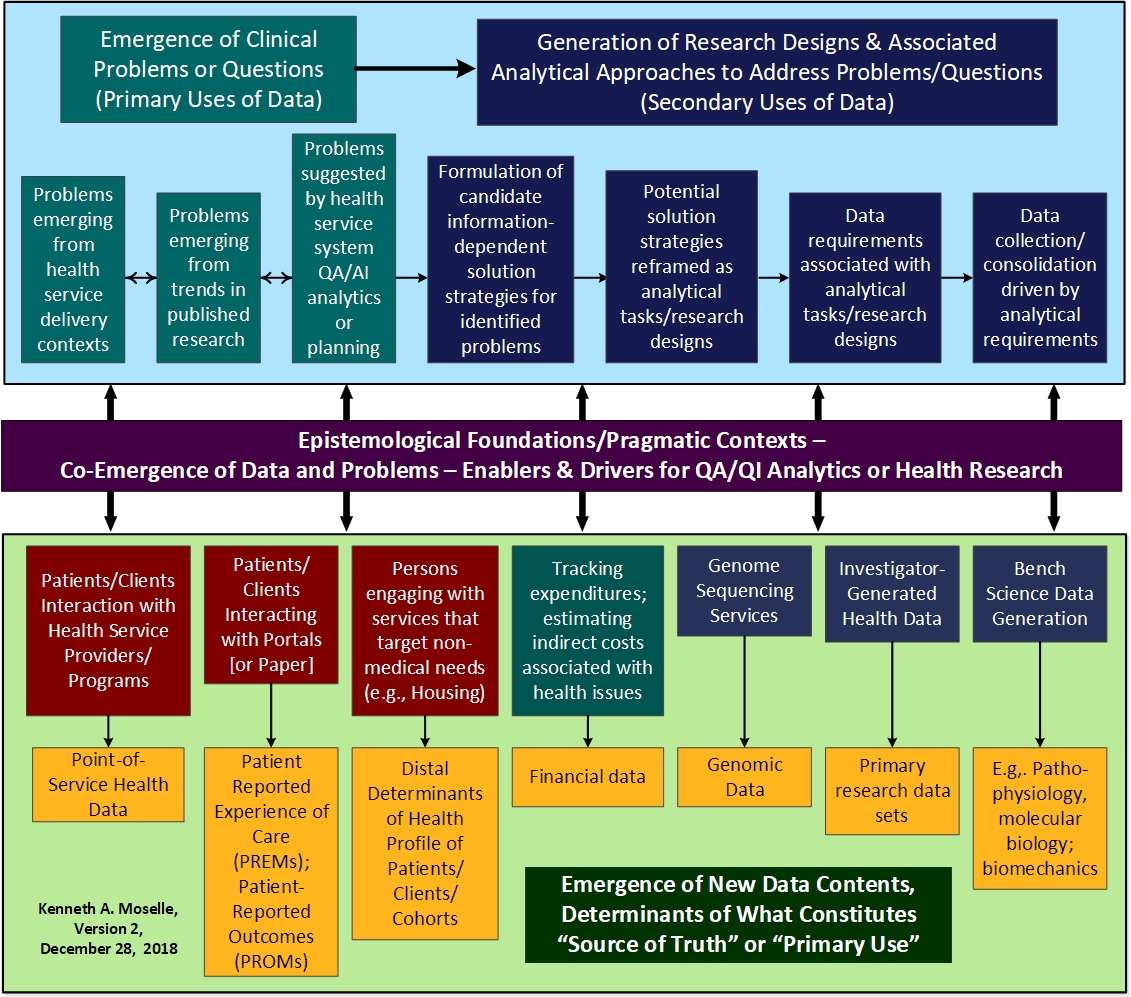 Emergence of Clinical
Problems or Questions
(Primary Uses of Data)
Generation of Research Designs & Associated
Analytical Approaches to Address Problems/Questions
(Secondary Uses of Data)
Problems
emerging
from
health
service
delivery
contexts
Problems
emerging
from
trends in
published
research
Problems
suggested
by health
service
system
QA/AI
analytics
or
planning
Formulation of
candidate
information-
dependent
solution
strategies for
identified
problems
Potential
solution
strategies
reframed as
analytical
tasks/research
designs
Data
requirements
associated with
analytical
tasks/research
designs
Data
collection/
consolidation
driven by
analytical
requirements
Epistemological Foundations/Pragmatic Contexts –
Co-Emergence of Data and Problems – Enablers & Drivers for QA/QI Analytics or Health Research
Patients/Clients
Interaction with
Health Service
Providers/
Programs
Patients/
Clients
Interacting
with Portals
[or Paper]
Persons
engaging with
services that
target non-
medical needs
(e.g., Housing)
Tracking
expenditures;
estimating
indirect costs
associated with
health issues
Genome
Sequencing
Services
Investigator-
Generated
Health Data
Bench
Science Data
Generation
Point-of-
Service Health
Data
Patient
Reported
Experience of
Care (PREMs);
Patient-
Reported
Outcomes
(PROMs)
Distal
Determinants
of Health
Profile of
Patients/
Clients/
Cohorts
Financial data
Genomic
Data
Primary
research data
sets
E.g,. Patho-
physiology,
molecular
biology;
biomechanics
Emergence of New Data Contents,
Determinants of What Constitutes
“Source of Truth” or “Primary Use”
Kenneth A. Moselle,
Version 2,
December 28, 2018